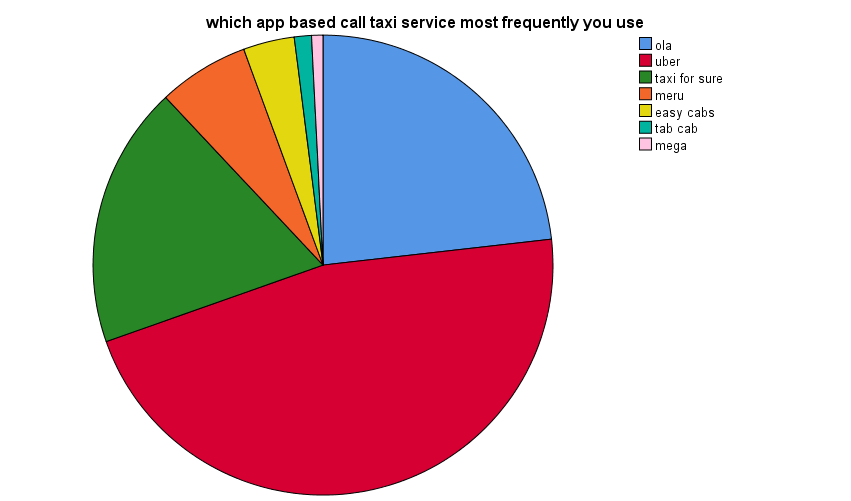 which app based call taxi service most frequently you use
ola
uber
taxi for sure
meru
easy cabs
tab cab
mega